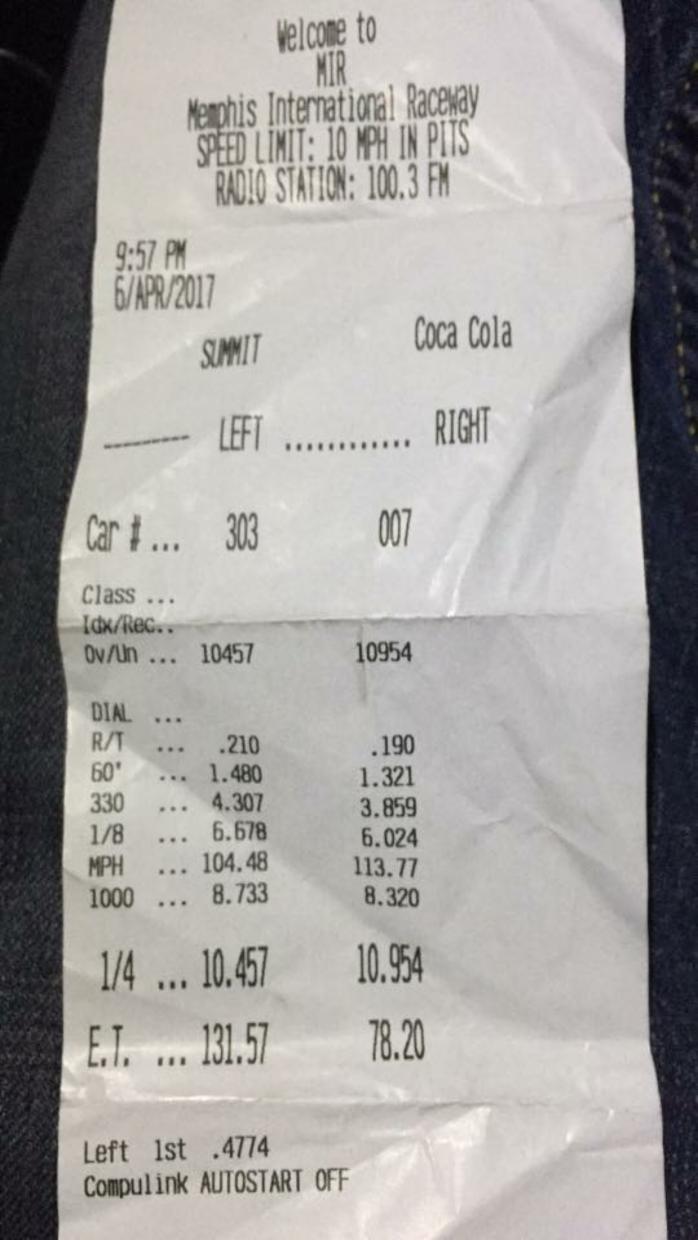 Welcome to
MIR
Memphis International Raceway
SPEED LIMIT: 10 MPH IN PITS
RADIO STATION: 100.3 FM
9:57 PM
6/APR/2017
SUMMIT Coca Cola
--------- LEFT ............ RIGHT
Car # ... 303 007
Class ...
Idx/Rec..
Ov/Un ... 10457 10954
DIAL ...
R/T ... .210 .190
60' ... 1.480 1.321
330 ... 4.307 3.859
1/8 ... 6.678 6.024
MPH ... 104.48 113.77
1000 ... 8.733 8.320
1/4 ... 10.457 10.954
E.T. ... 131.57 78.20
Left 1st .4774
Compulink AUTOSTART OFF